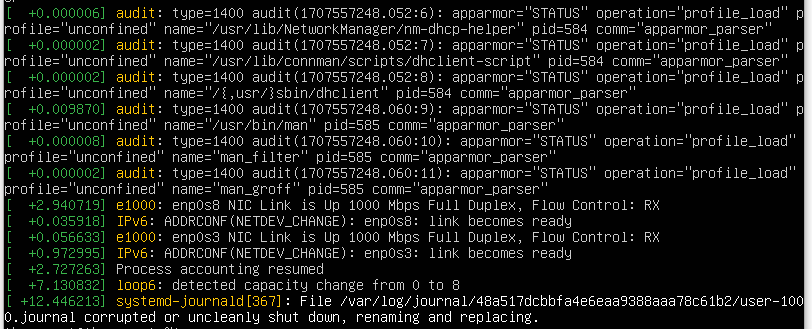 [  +0.000006] audit: type=1400 audit(1707557248.052:6): apparmor="STATUS" operation="profile_load" p
rofile="unconfined" name="/usr/lib/NetworkManager/nm-dhcp-helper" pid=584 comm="apparmor_parser"
[  +0.000002] audit: type=1400 audit(1707557248.052:7): apparmor="STATUS" operation="profile_load" p
rofile="unconfined" name="/usr/lib/connman/scripts/dhclient-script" pid=584 comm="apparmor_parser"
[  +0.000002] audit: type=1400 audit(1707557248.052:8): apparmor="STATUS" operation="profile_load" p
rofile="unconfined" name="/{,usr/}sbin/dhclient" pid=584 comm="apparmor_parser"
[  +0.009870] audit: type=1400 audit(1707557248.060:9): apparmor="STATUS" operation="profile_load" p
rofile="unconfined" name="/usr/bin/man" pid=585 comm="apparmor_parser"
[  +0.000008] audit: type=1400 audit(1707557248.060:10): apparmor="STATUS" operation="profile_load"
profile="unconfined" name="man_filter" pid=585 comm="apparmor_parser"
[  +0.000002] audit: type=1400 audit(1707557248.060:11): apparmor="STATUS" operation="profile_load"
profile="unconfined" name="man_groff" pid=585 comm="apparmor_parser"
[  +2.940719] e1000: enp0s8 NIC Link is Up 1000 Mbps Full Duplex, Flow Control: RX
[  +0.035918] IPv6: ADDRCONF(NETDEV_CHANGE): enp0s8: link becomes ready
[  +0.056633] e1000: enp0s3 NIC Link is Up 1000 Mbps Full Duplex, Flow Control: RX
[  +0.972995] IPv6: ADDRCONF(NETDEV_CHANGE): enp0s3: link becomes ready
[  +2.727263] Process accounting resumed
[  +7.130832] loop6: detected capacity change from 0 to 8
[ +12.446213] systemd-journald[367]: File /var/log/journal/48a517dcbbfa4e6eaa9388aaa78c61b2/user-100
0.journal corrupted or uncleanly shut down, renaming and replacing.